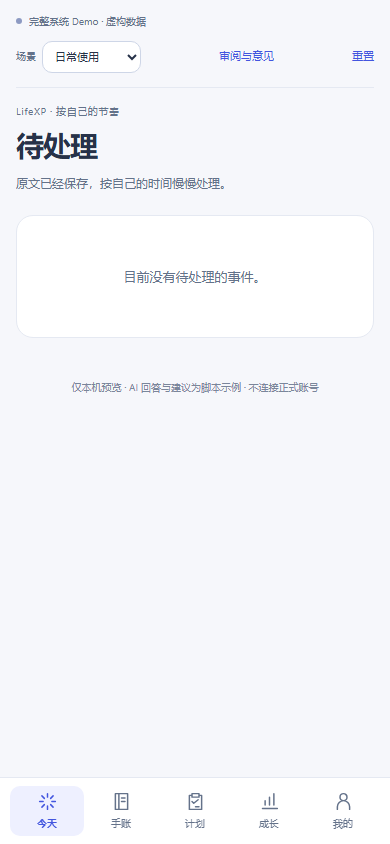 完整系统 Demo · 虚构数据
场景
日常使用
审阅与意见
重置
LifeXP · 按自己的节奏
待处理
原文已经保存，按自己的时间慢慢处理。
目前没有待处理的事件。
仅本机预览 · AI 回答与建议为脚本示例 · 不连接正式账号
今天
手账
计划
成长
我的